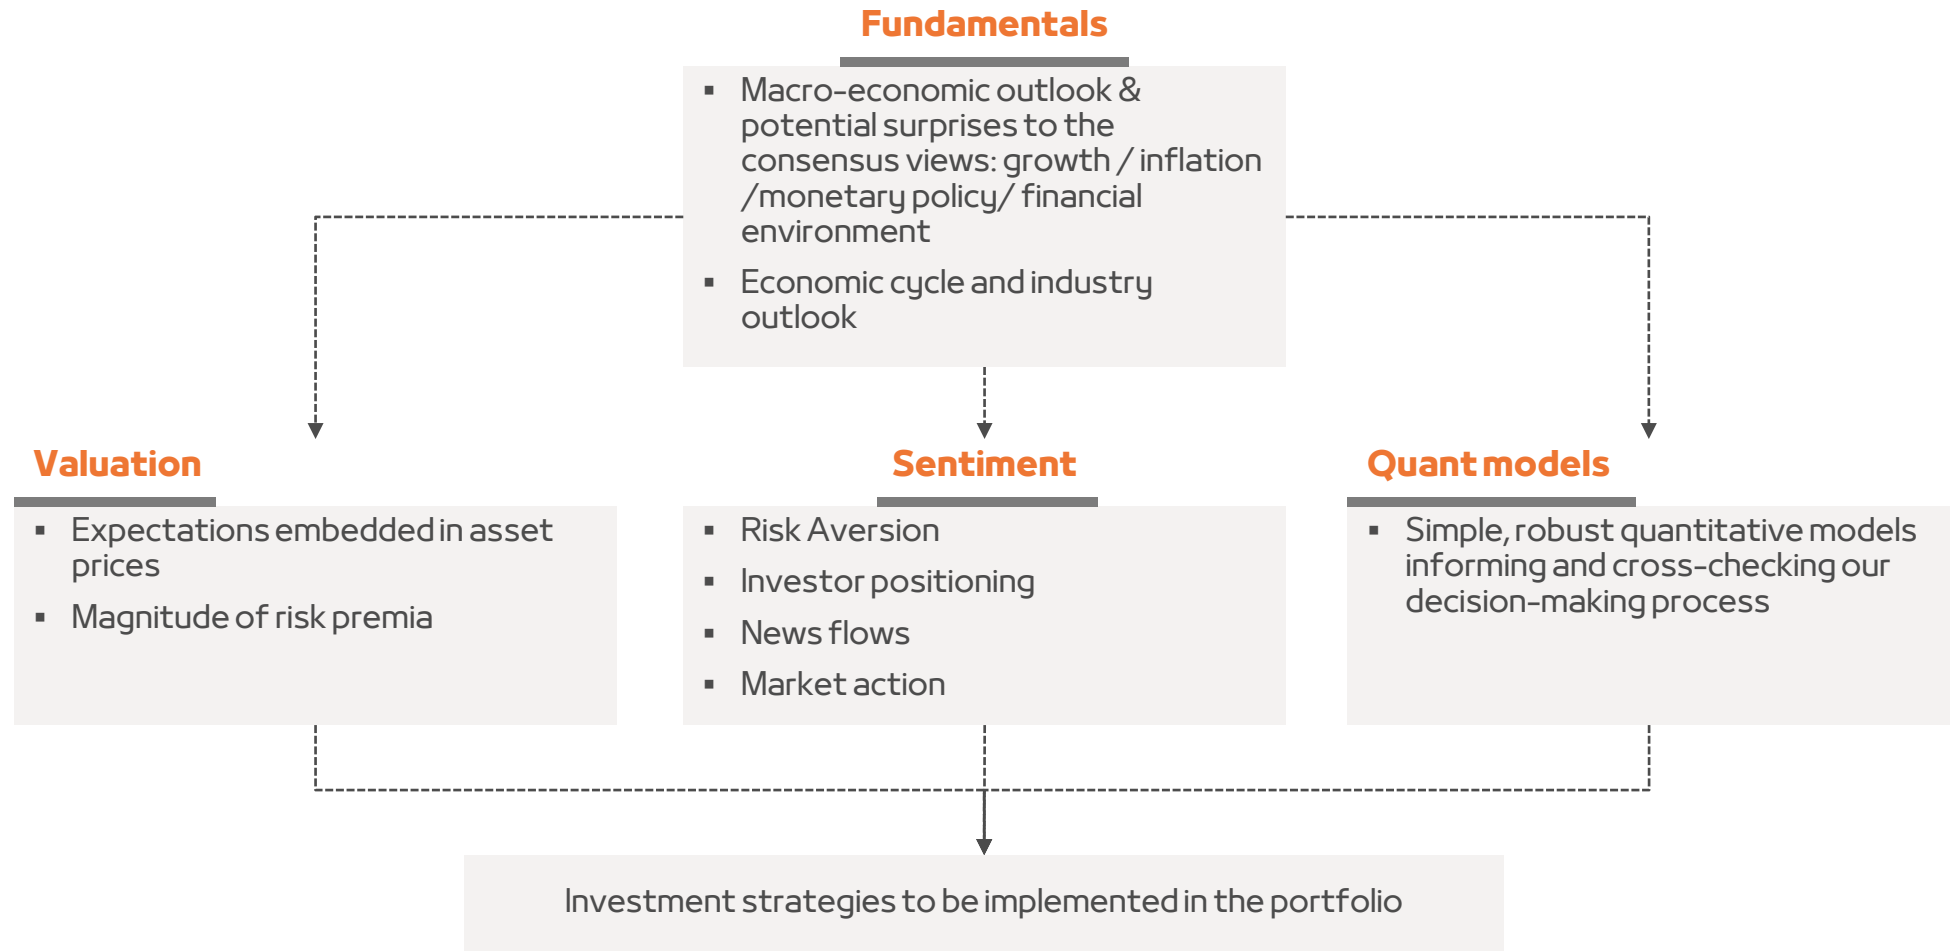 Fundamentals
▪ Macro-economic outlook &
potential surprises to the
consensus views: growth / inflation
/monetary policy/ financial
environment
▪ Economic cycle and industry
outlook
Valuation
▪ Expectations embedded in asset
prices
▪ Magnitude of risk premia
Sentiment
▪ Risk Aversion
▪ Investor positioning
▪ News flows
▪ Market action
Quant models
▪ Simple, robust quantitative models
informing and cross-checking our
decision-making process
Investment strategies to be implemented in the portfolio